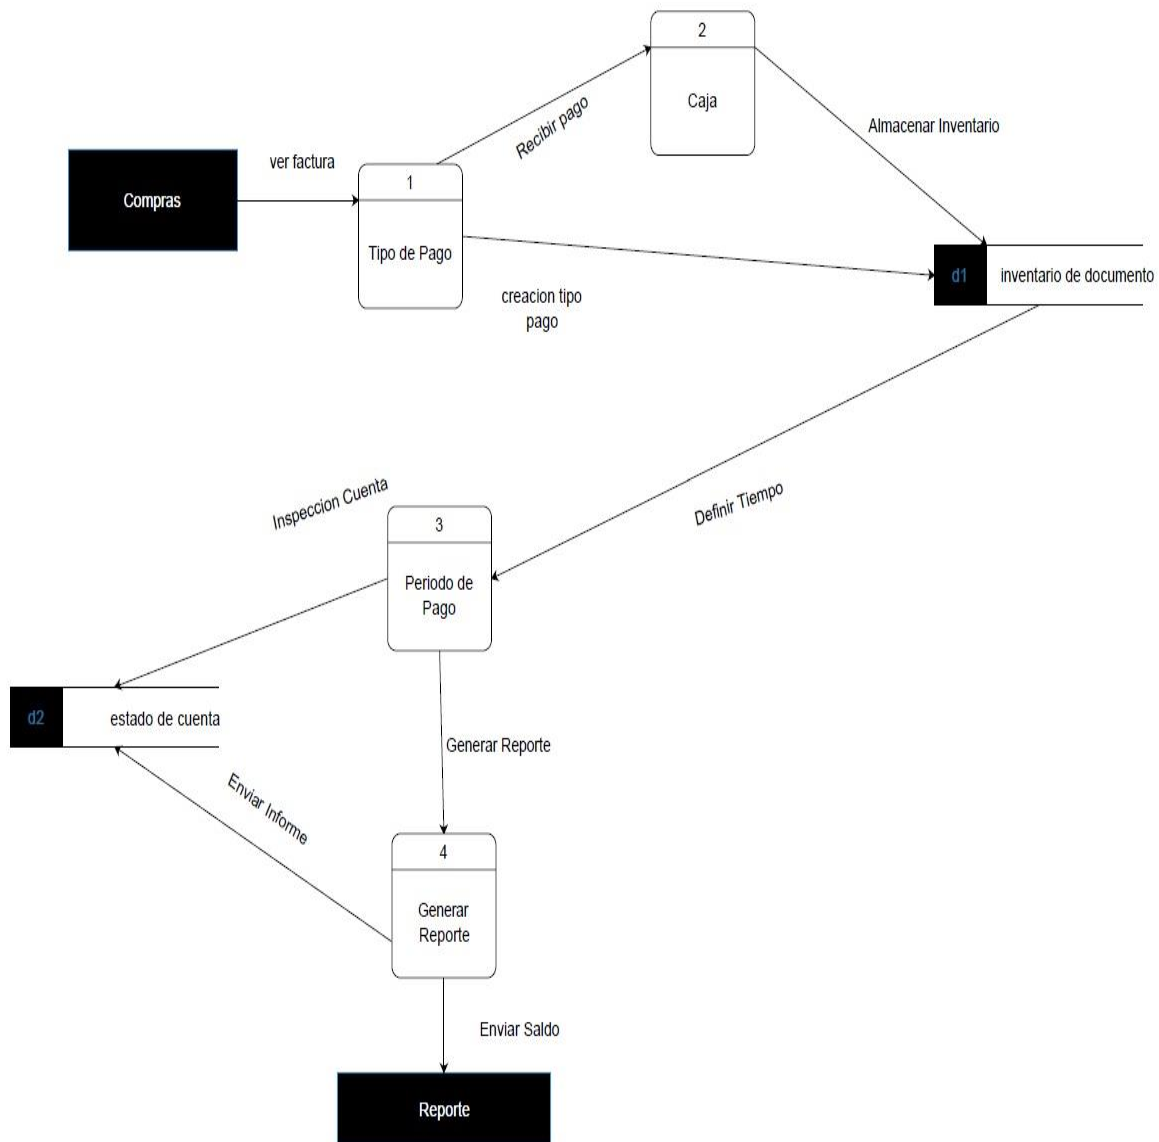 2
Caja
Recibir pago
Almacenar Inventario
ver factura
Compras
1
Tipo de Pago
creacion tipo
pago
d1
inventario de documento
Inspeccion Cuenta
Definir Tiempo
3
Periodo de
Pago
d2
estado de cuenta
Generar Reporte
Enviar Informe
4
Generar
Reporte
Enviar Saldo
Reporte